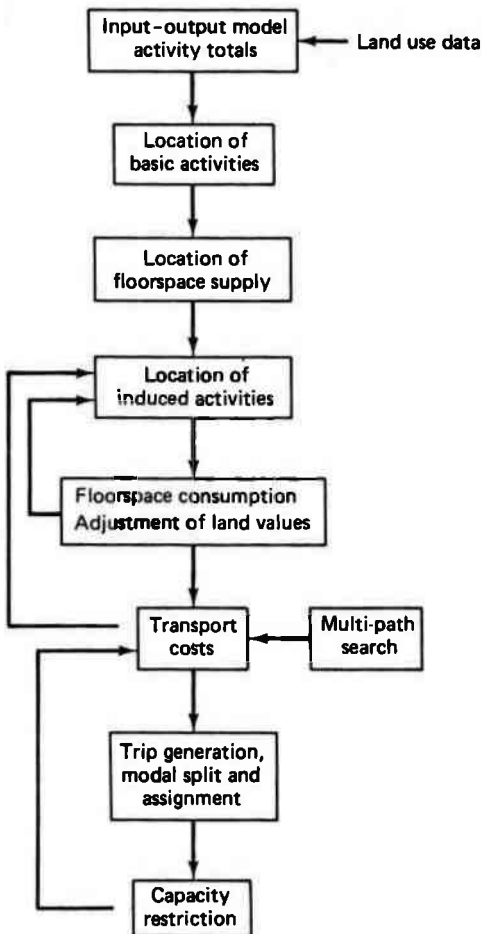 Input-output model
activity totals
Land use data
Location of
basic activities
Location of
floorspace supply
Location of
induced activities
Floorspace consumption
Adjustment of land values
Transport
costs
Multi-path
search
Trip generation,
modal split and
assignment
Capacity
restriction